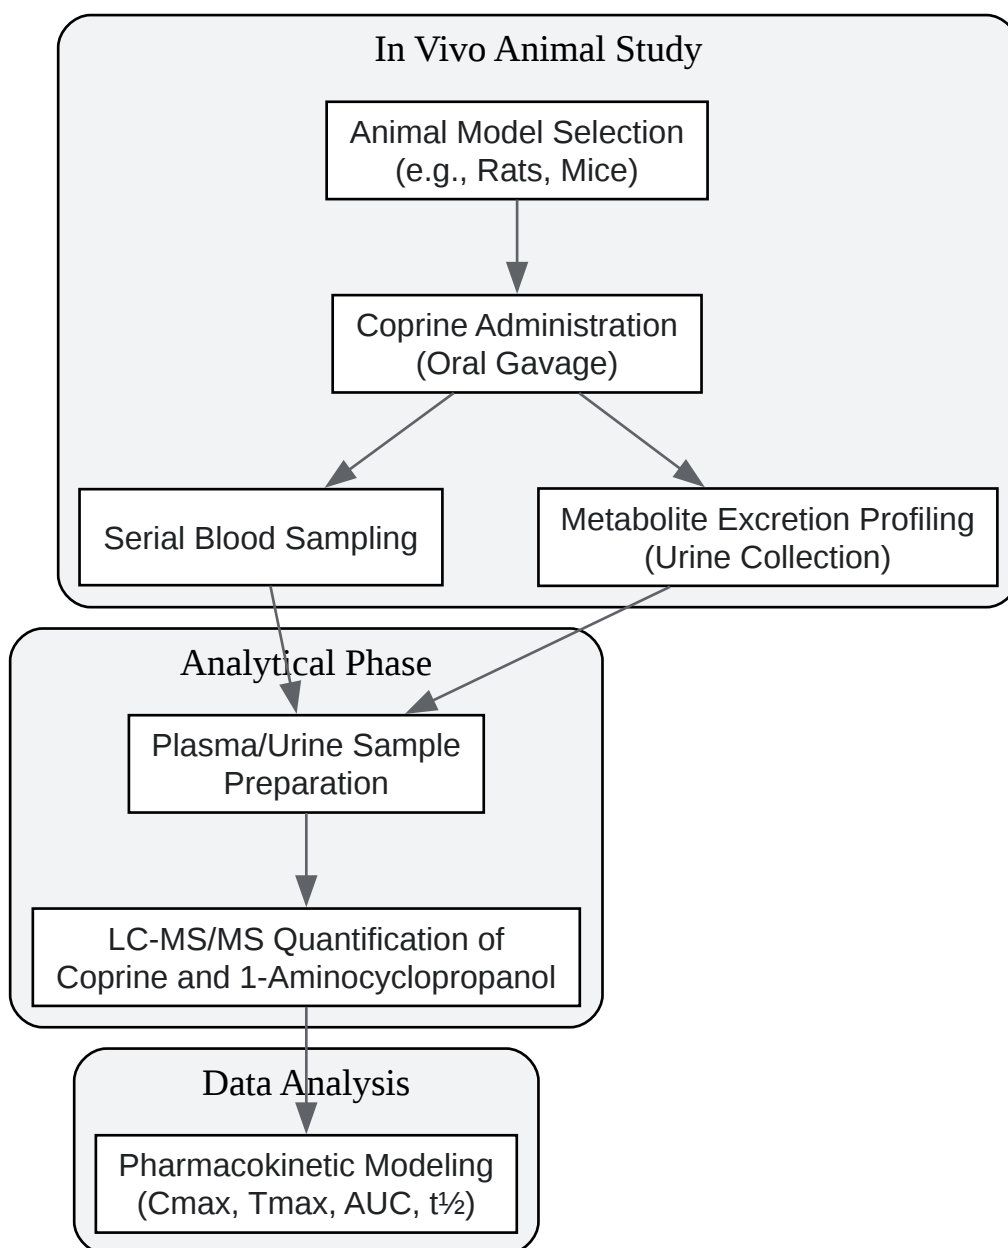 In Vivo Animal Study
Animal Model Selection
(e.g., Rats, Mice)
Coprine Administration
(Oral Gavage)
Serial Blood Sampling
Metabolite Excretion Profiling
(Urine Collection)
Analytical Phase
Plasma/Urine Sample
Preparation
LC-MS/MS Quantification of
Coprine and 1-Aminocyclopropanol
Data Analysis
Pharmacokinetic Modeling
(Cmax, Tmax, AUC, t½)